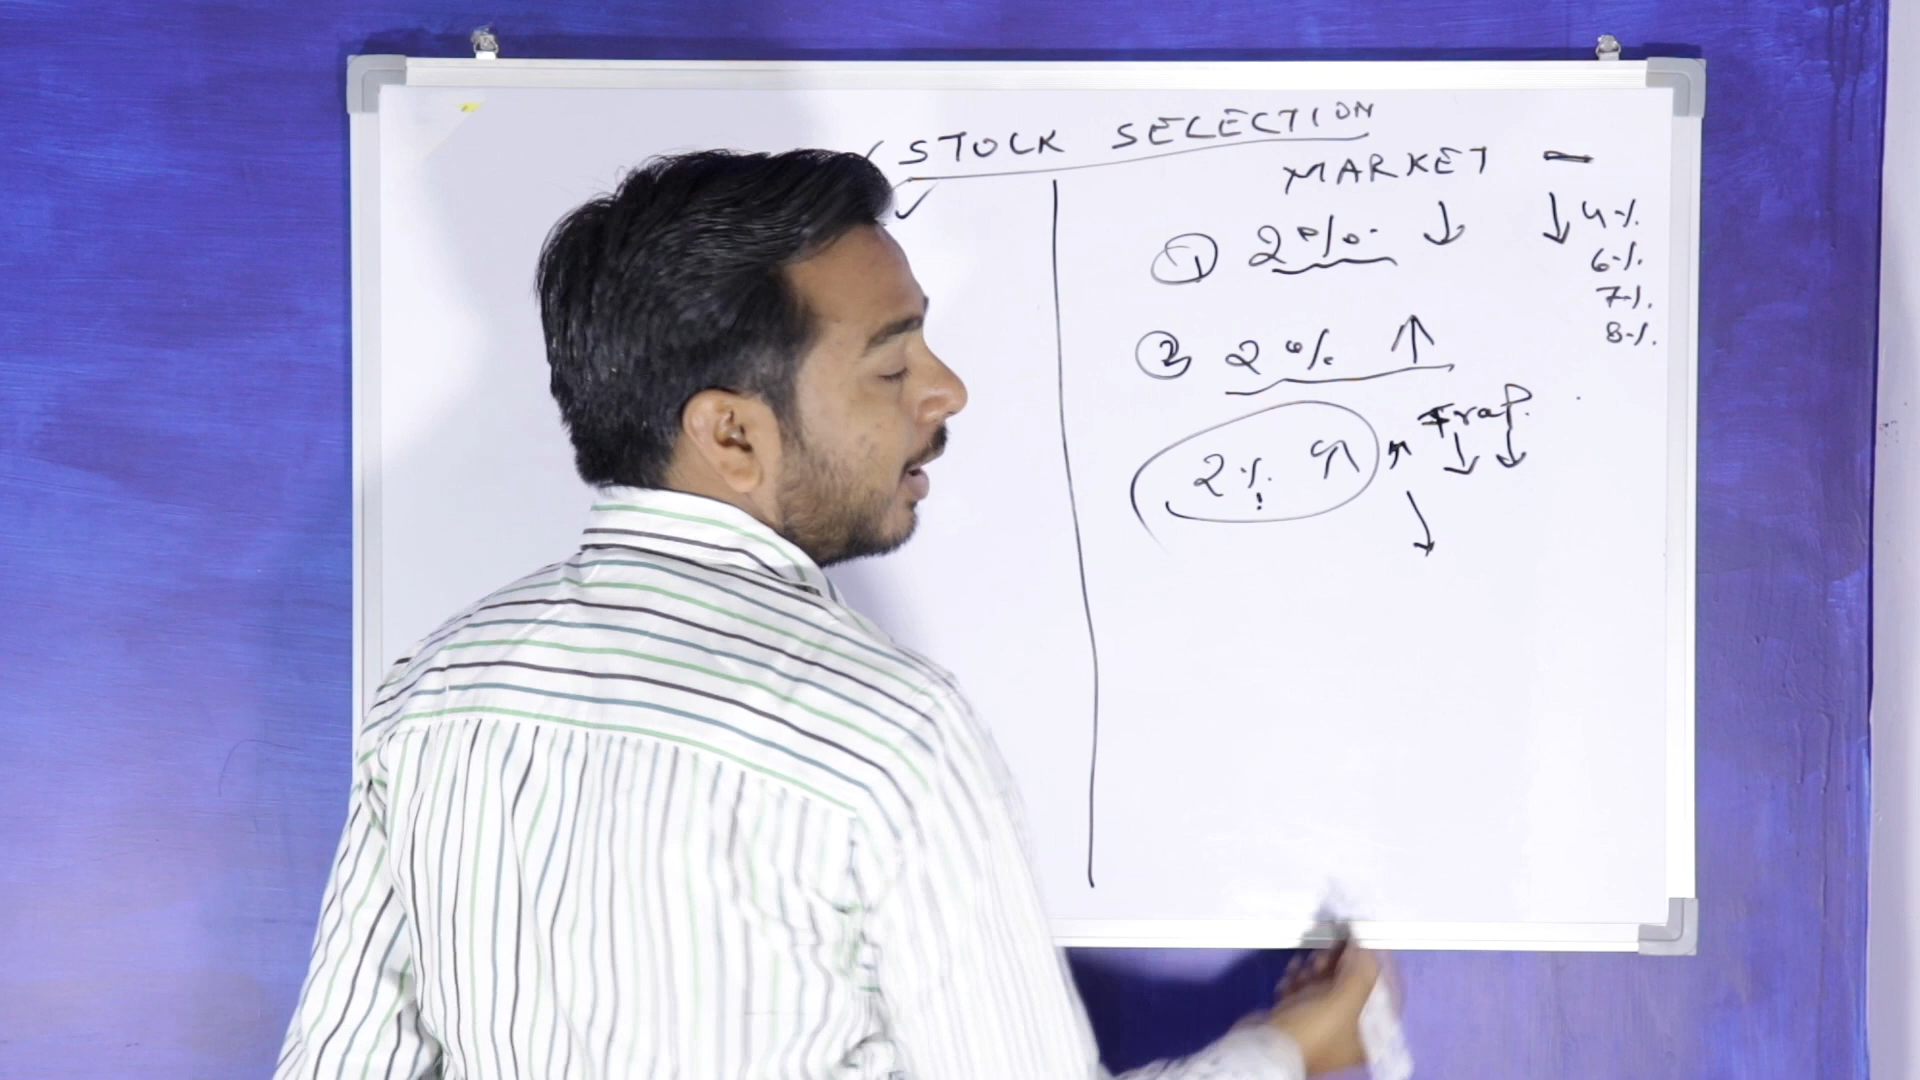 ✓ STOCK SELECTION
✓
MARKET -
① 2% ↓ ↓ 4%
6%
7%
8%
② 2% ↑
Trap.
2% ↑ ↑ ↓ ↓
↓